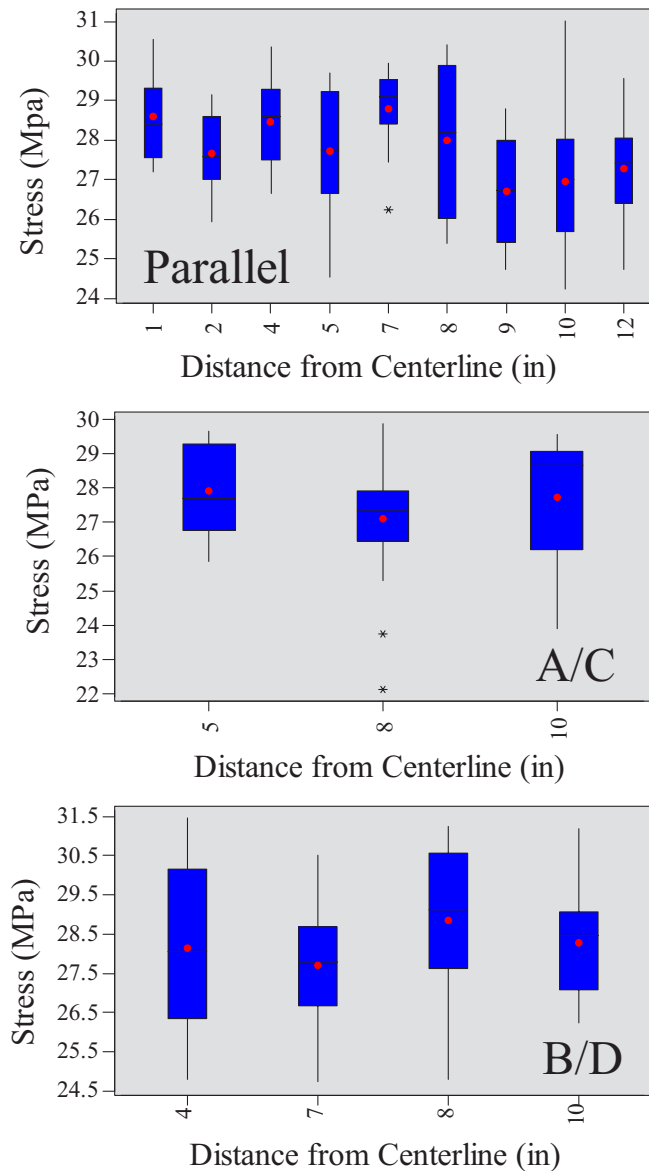 31
30
29
28
27
26
25
24
Stress (Mpa)
Parallel
1 2 4 5 7 8 9 10 12
Distance from Centerline (in)
30
29
28
27
26
25
24
23
22
Stress (MPa)
A/C
5 8 10
Distance from Centerline (in)
31.5
30.5
29.5
28.5
27.5
26.5
25.5
24.5
Stress (MPa)
B/D
4 7 8 10
Distance from Centerline (in)